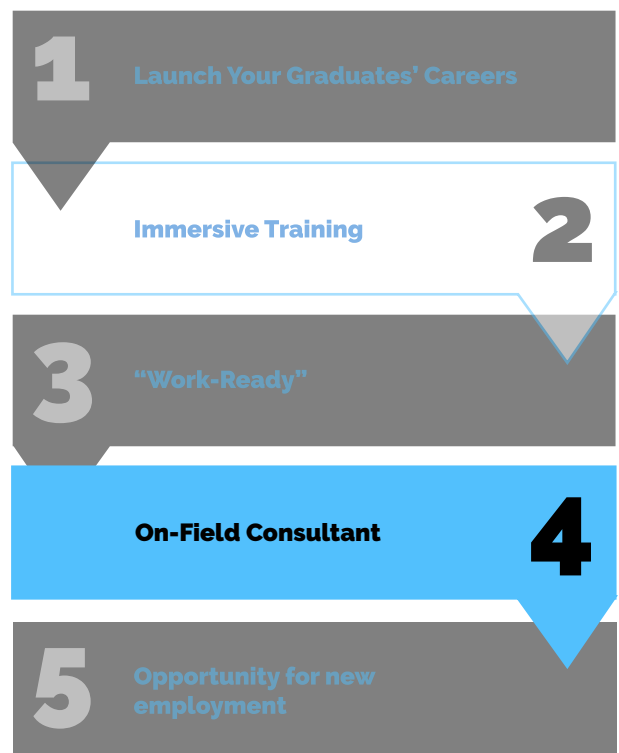 1
Launch Your Graduates’ Careers
Immersive Training
2
3
“Work-Ready”
On-Field Consultant
4
5
Opportunity for new
employment